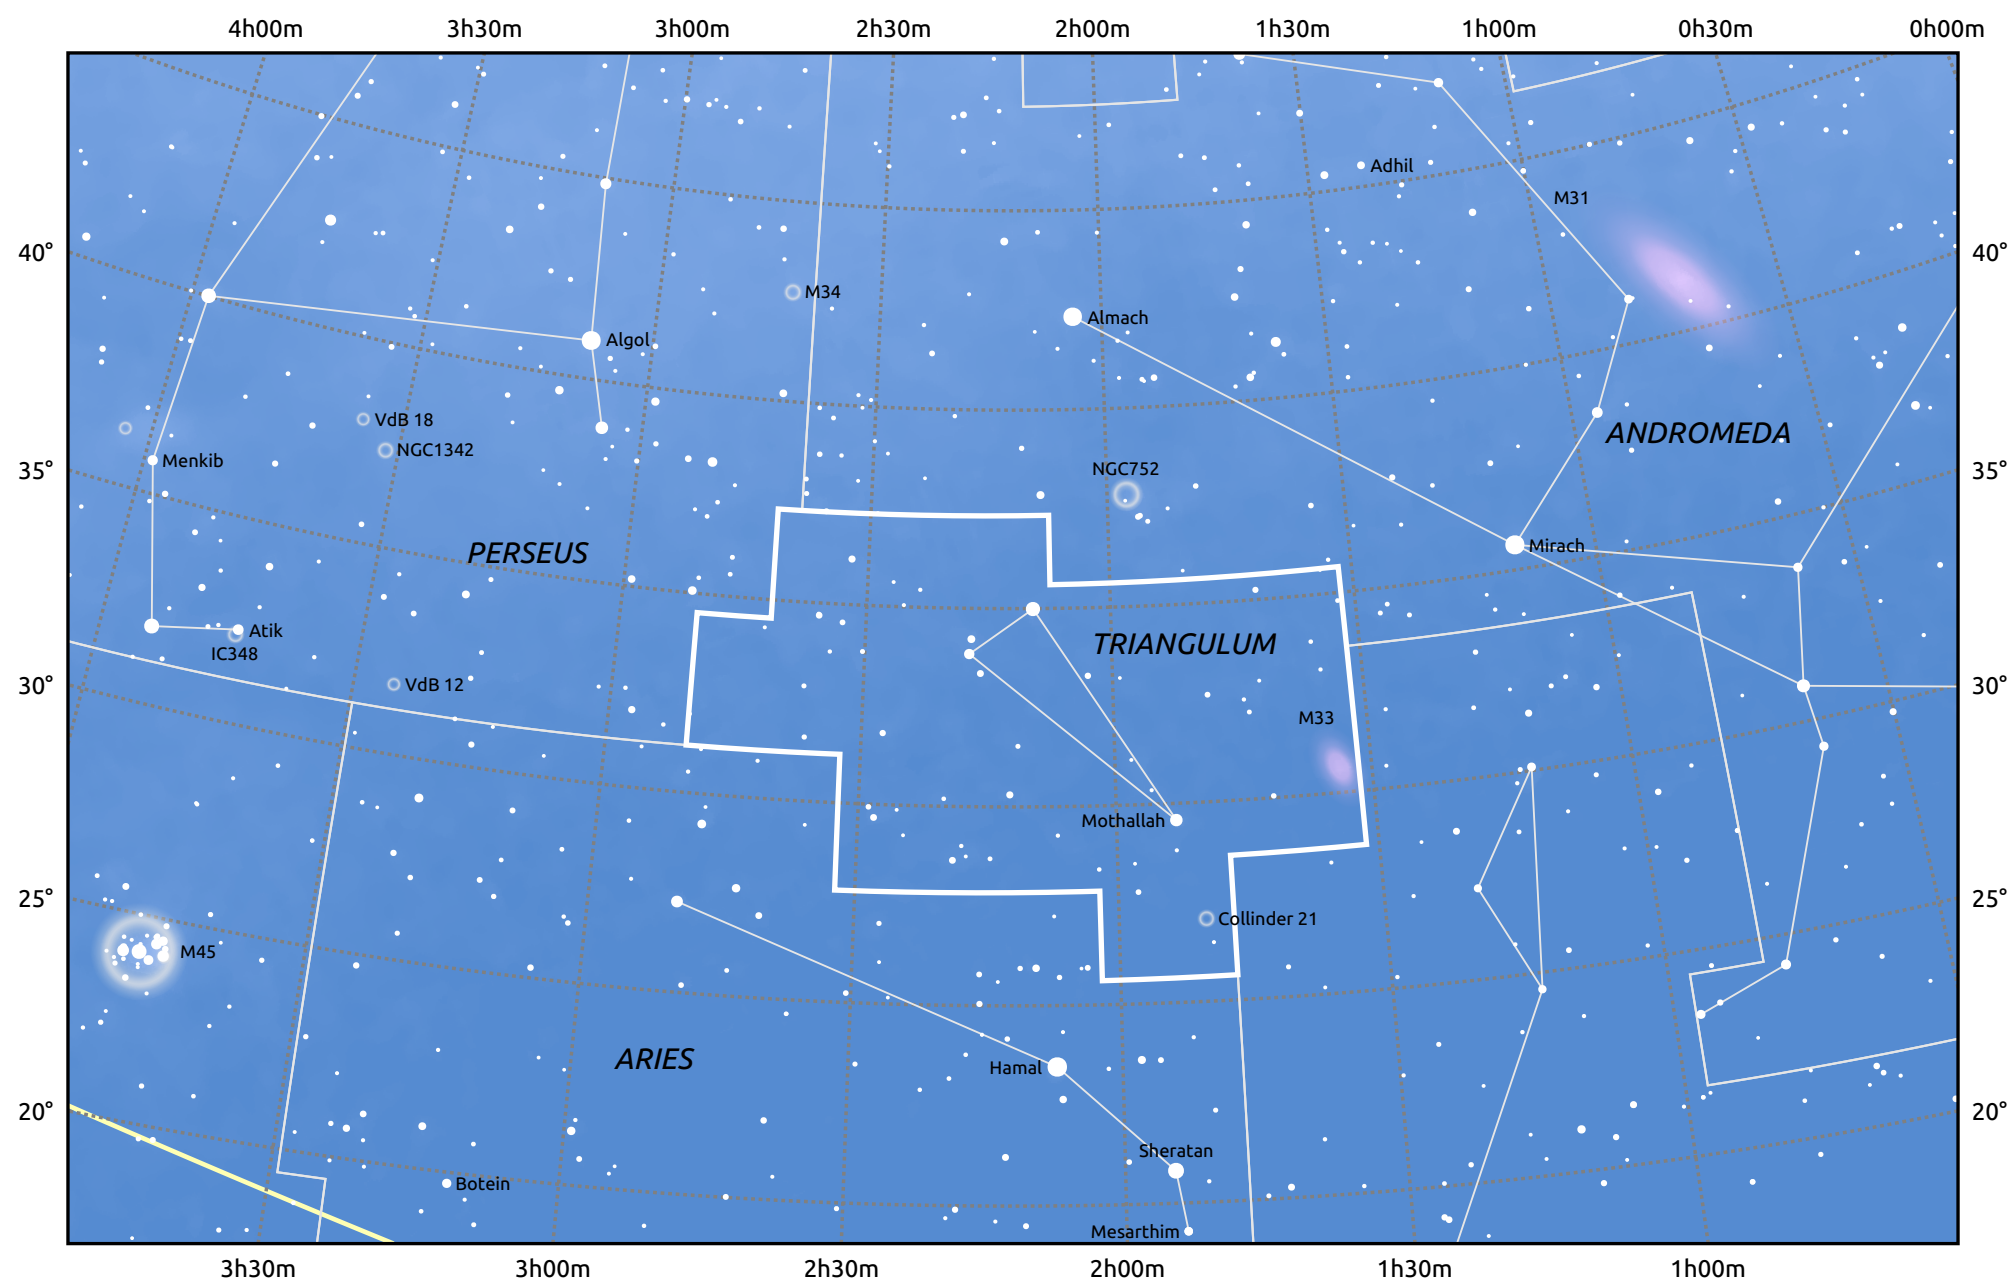 4h00m 3h30m 3h00m 2h30m 2h00m 1h30m 1h00m 0h30m 0h00m
Adhil
M31
40° 40°
M34
Almach
Algol
VdB 18
ANDROMEDA
NGC1342
Menkib
35° NGC752 35°
Mirach
PERSEUS
Atik
TRIANGULUM
IC348
30° VdB 12 30°
M33
Mothallah
25° 25°
Collinder 21
M45
ARIES
Hamal
20° 20°
Sheratan
Botein
Mesarthim
3h30m 3h00m 2h30m 2h00m 1h30m 1h00m